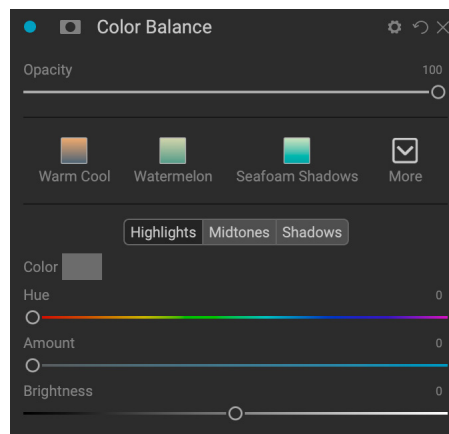 Color Balance
Opacity 100
Warm Cool Watermelon Seafoam Shadows More
Highlights Midtones Shadows
Color
Hue 0
Amount 0
Brightness 0